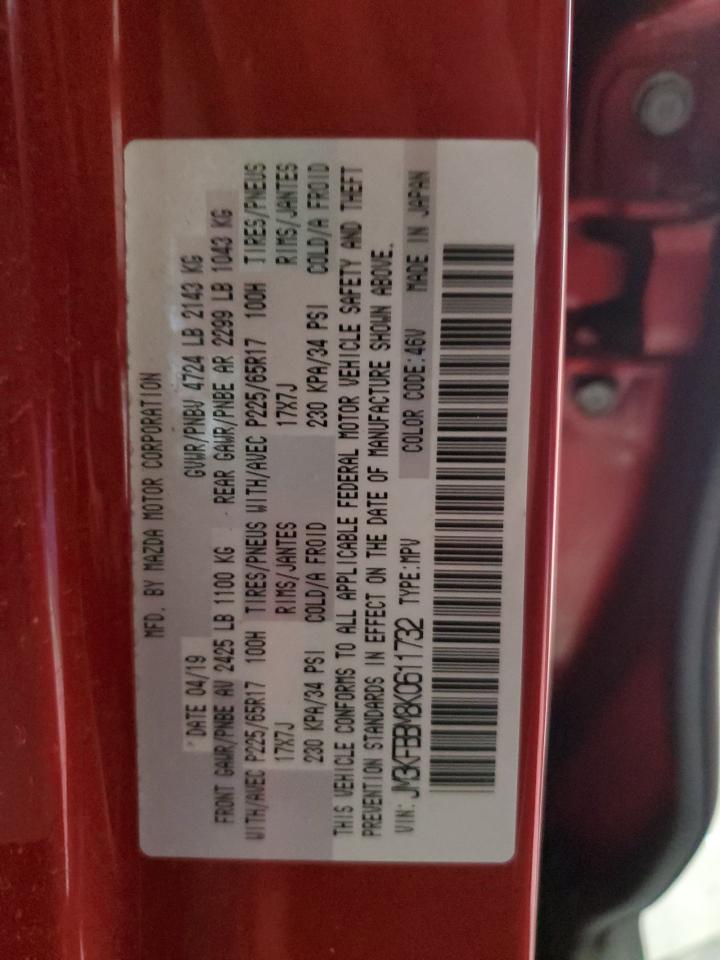 MFD. BY MAZDA MOTOR CORPORATION
DATE 04/19 GVWR/PNBV 4724 LB 2143 KG
FRONT GAWR/PNBE AV 2425 LB 1100 KG REAR GAWR/PNBE AR 2299 LB 1043 KG
WITH/AVEC P225/65R17 100H TIRES/PNEUS WITH/AVEC P225/65R17 100H TIRES/PNEUS
17X7J RIMS/JANTES 17X7J RIMS/JANTES
230 KPA/34 PSI COLD/A FROID 230 KPA/34 PSI COLD/A FROID
THIS VEHICLE CONFORMS TO ALL APPLICABLE FEDERAL MOTOR VEHICLE SAFETY AND THEFT
PREVENTION STANDARDS IN EFFECT ON THE DATE OF MANUFACTURE SHOWN ABOVE.
VIN: JM3KFBBM8K0611732 TYPE:MPV COLOR CODE:46V MADE IN JAPAN